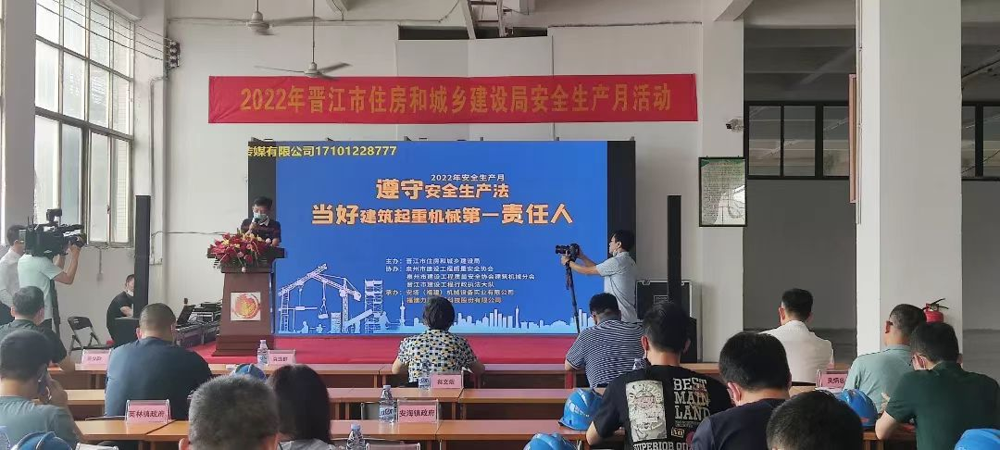 2022年晋江市住房和城乡建设局安全生产月活动
传媒有限公司17101228777
2022年安全生产月
遵守安全生产法
当好建筑起重机械第一责任人
主办：晋江市住房和城乡建设局
协办：泉州市建设工程质量安全协会
泉州市建设工程质量安全协会建筑机械分会
晋江市建设工程行政执法大队
承办：安塔（福建）机械设备实业有限公司
福建力 科技股份有限公司
英林镇政府
安海镇政府
BEST
MAIN
LAND
SUPERIOR GOO